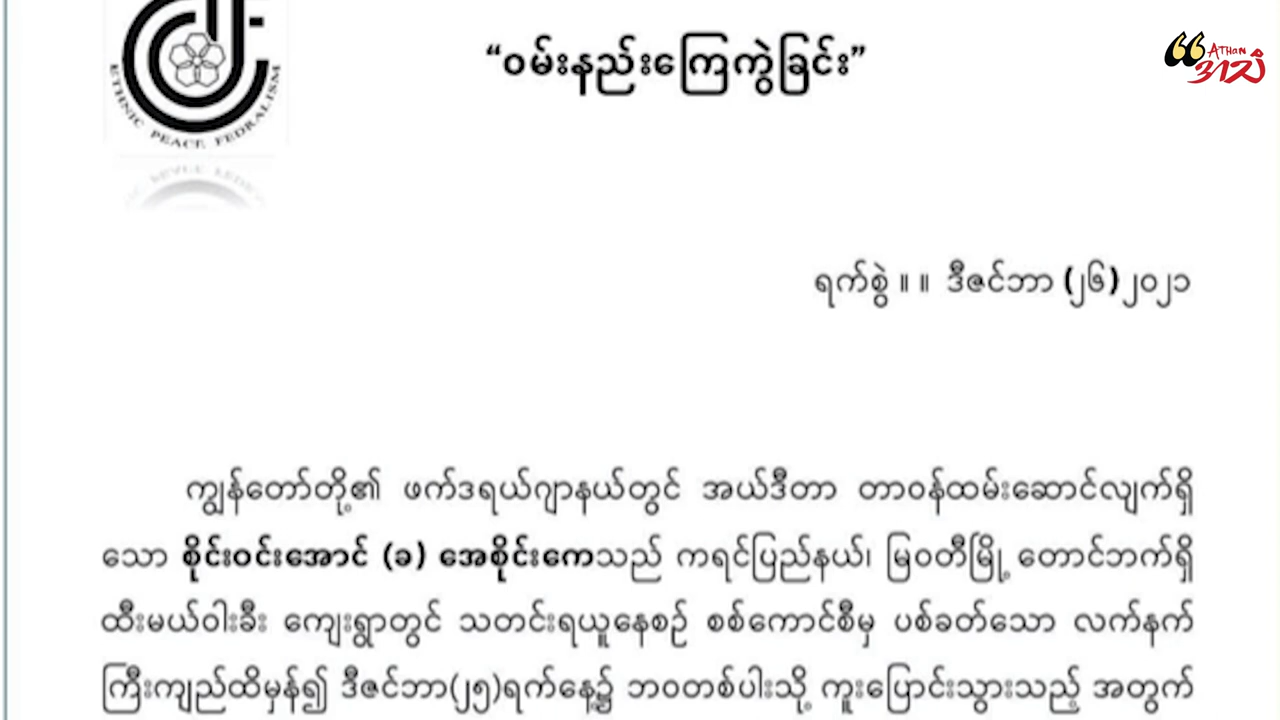 ETHNIC PEACE FEDRALISM
“ဝမ်းနည်းကြေကွဲခြင်း”
ATHAN
အာသံ
ရက်စွဲ ။ ။ ဒီဇင်ဘာ (၂၆)၂၀၂၁
ကျွန်တော်တို့၏ ဖက်ဒရယ်ဂျာနယ်တွင် အယ်ဒီတာ တာဝန်ထမ်းဆောင်လျက်ရှိ
သော စိုင်းဝင်းအောင် (ခ) အေစိုင်းကေသည် ကရင်ပြည်နယ်၊ မြဝတီမြို့ တောင်ဘက်ရှိ
ထီးမယ်ဝါးခီး ကျေးရွာတွင် သတင်းရယူနေစဉ် စစ်ကောင်စီမှ ပစ်ခတ်သော လက်နက်
ကြီးကျည်ထိမှန်၍ ဒီဇင်ဘာ(၂၅)ရက်နေ့၌ ဘဝတစ်ပါးသို့ ကူးပြောင်းသွားသည့် အတွက်